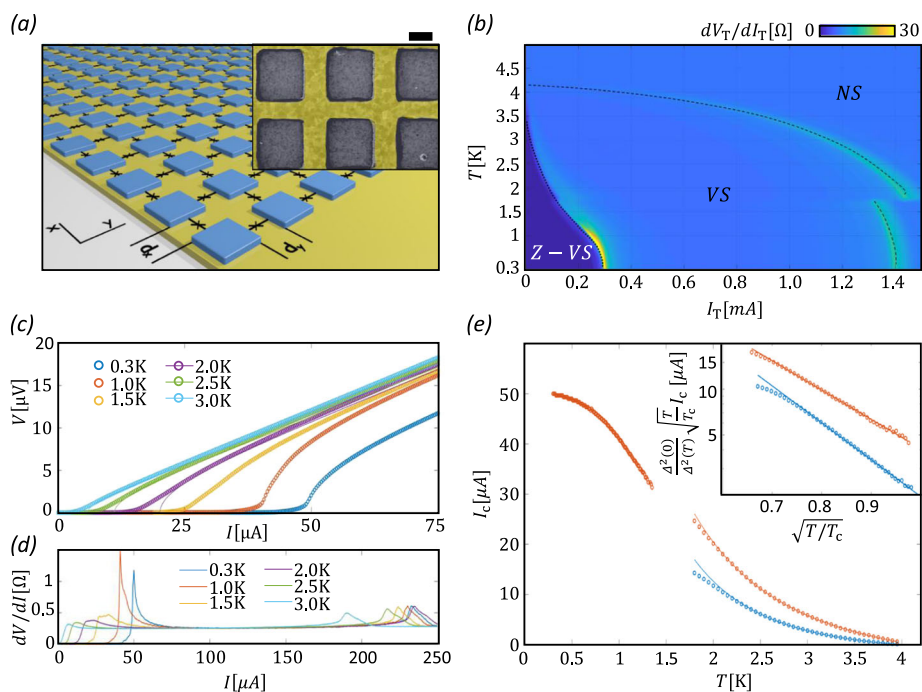 (a)
X
Y
d
x
d
y
(b)
dV_T/dI_T[Ω] 0 30
T[K]
4.5
4
3.5
3
2.5
2
1.5
1
0.3
NS
VS
Z − VS
0 0.2 0.4 0.6 0.8 1 1.2 1.4
I_T[mA]
(c)
V[μV]
20
15
10
5
0
0.3K 2.0K
1.0K 2.5K
1.5K 3.0K
0 25 50 75
I[μA]
(d)
dV/dI[Ω]
1
0.5
0
0.3K 2.0K
1.0K 2.5K
1.5K 3.0K
0 50 100 150 200 250
I[μA]
(e)
I_c[μA]
60
50
40
30
20
10
0
Δ²(0)/Δ²(T) √(T/T_c) I_c [μA]
15
10
5
0.7 0.8 0.9
√T/T_c
0 0.5 1 1.5 2 2.5 3 3.5 4
T[K]